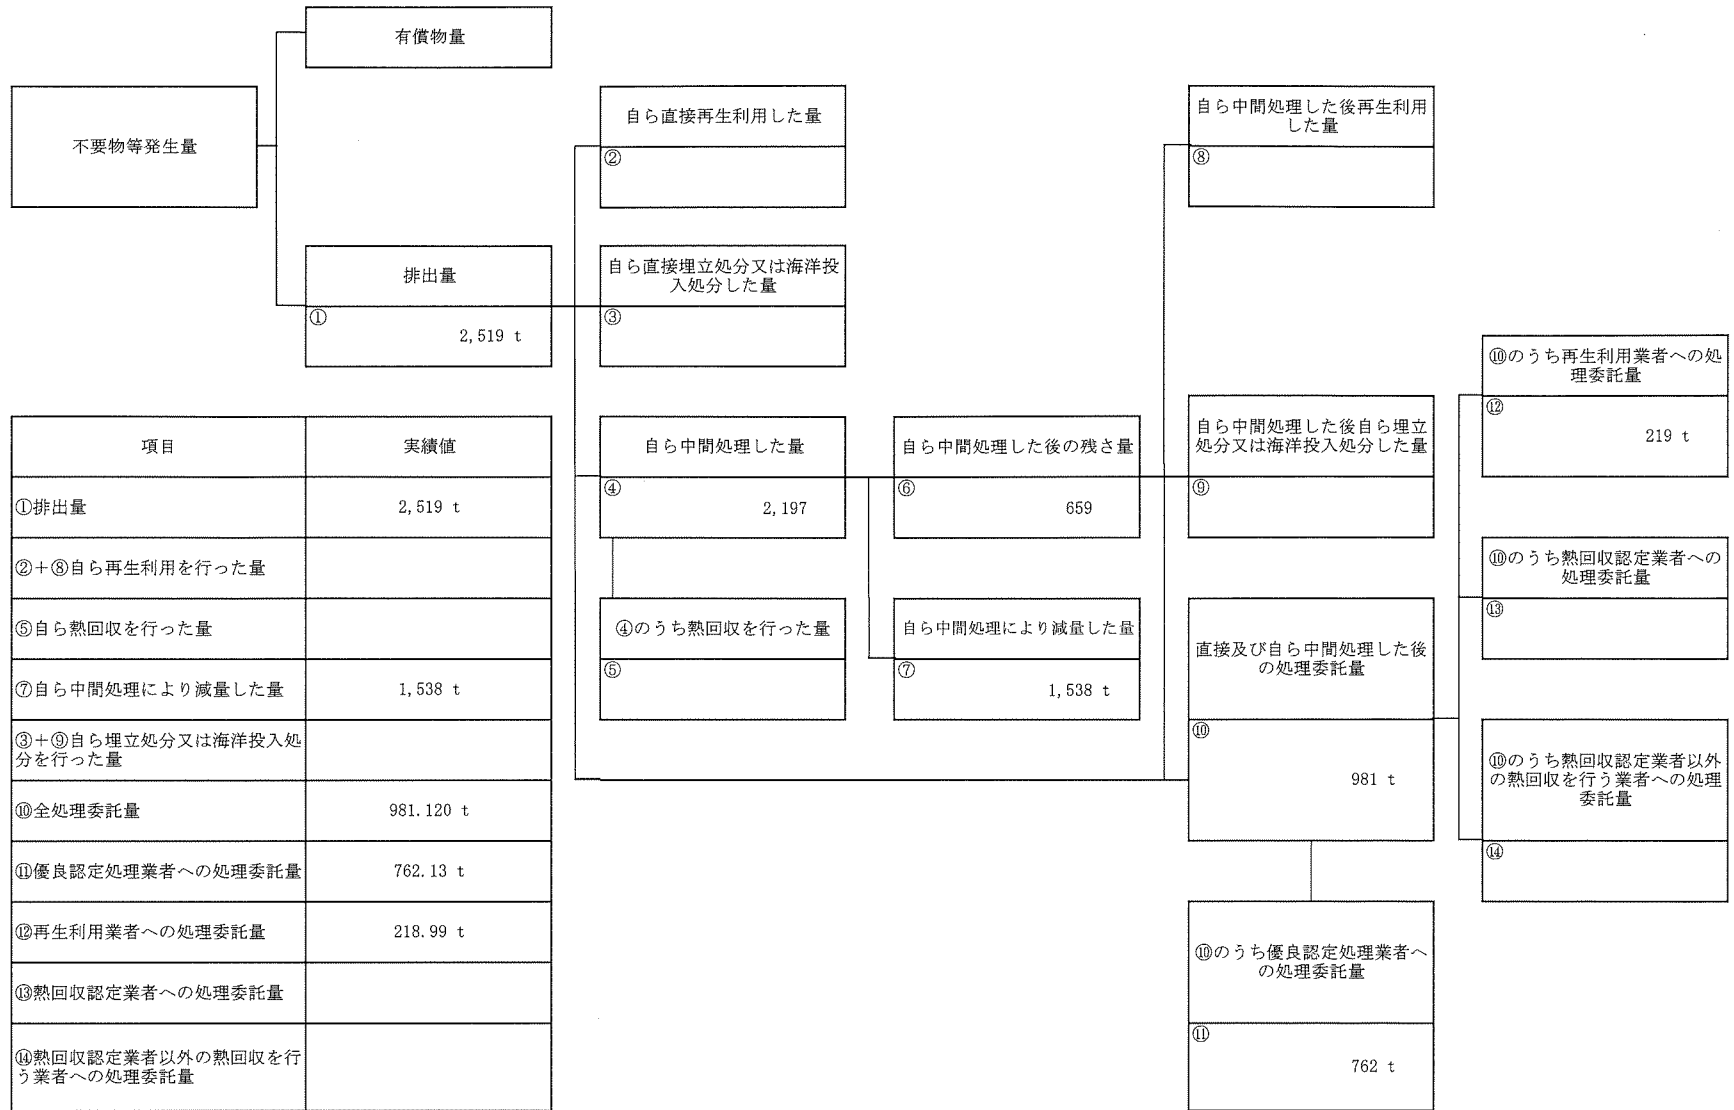 有償物量
不要物等発生量
自ら直接再生利用した量
②
自ら中間処理した後再生利用
した量
⑧
排出量
①
2,519 t
自ら直接埋立処分又は海洋投
入処分した量
③
⑩のうち再生利用業者への処
理委託量
⑫
219 t
自ら中間処理した量
④
2,197
自ら中間処理した後の残さ量
⑥
659
自ら中間処理した後自ら埋立
処分又は海洋投入処分した量
⑨
⑩のうち熱回収認定業者への
処理委託量
⑬
④のうち熱回収を行った量
⑤
自ら中間処理により減量した量
⑦
1,538 t
直接及び自ら中間処理した後
の処理委託量
⑩
981 t
⑩のうち熱回収認定業者以外
の熱回収を行う業者への処理
委託量
⑭
⑩のうち優良認定処理業者へ
の処理委託量
⑪
762 t
項目 実績値
①排出量 2,519 t
②+⑧自ら再生利用を行った量
⑤自ら熱回収を行った量
⑦自ら中間処理により減量した量 1,538 t
③+⑨自ら埋立処分又は海洋投入処
分を行った量
⑩全処理委託量 981.120 t
⑪優良認定処理業者への処理委託量 762.13 t
⑫再生利用業者への処理委託量 218.99 t
⑬熱回収認定業者への処理委託量
⑭熱回収認定業者以外の熱回収を行
う業者への処理委託量